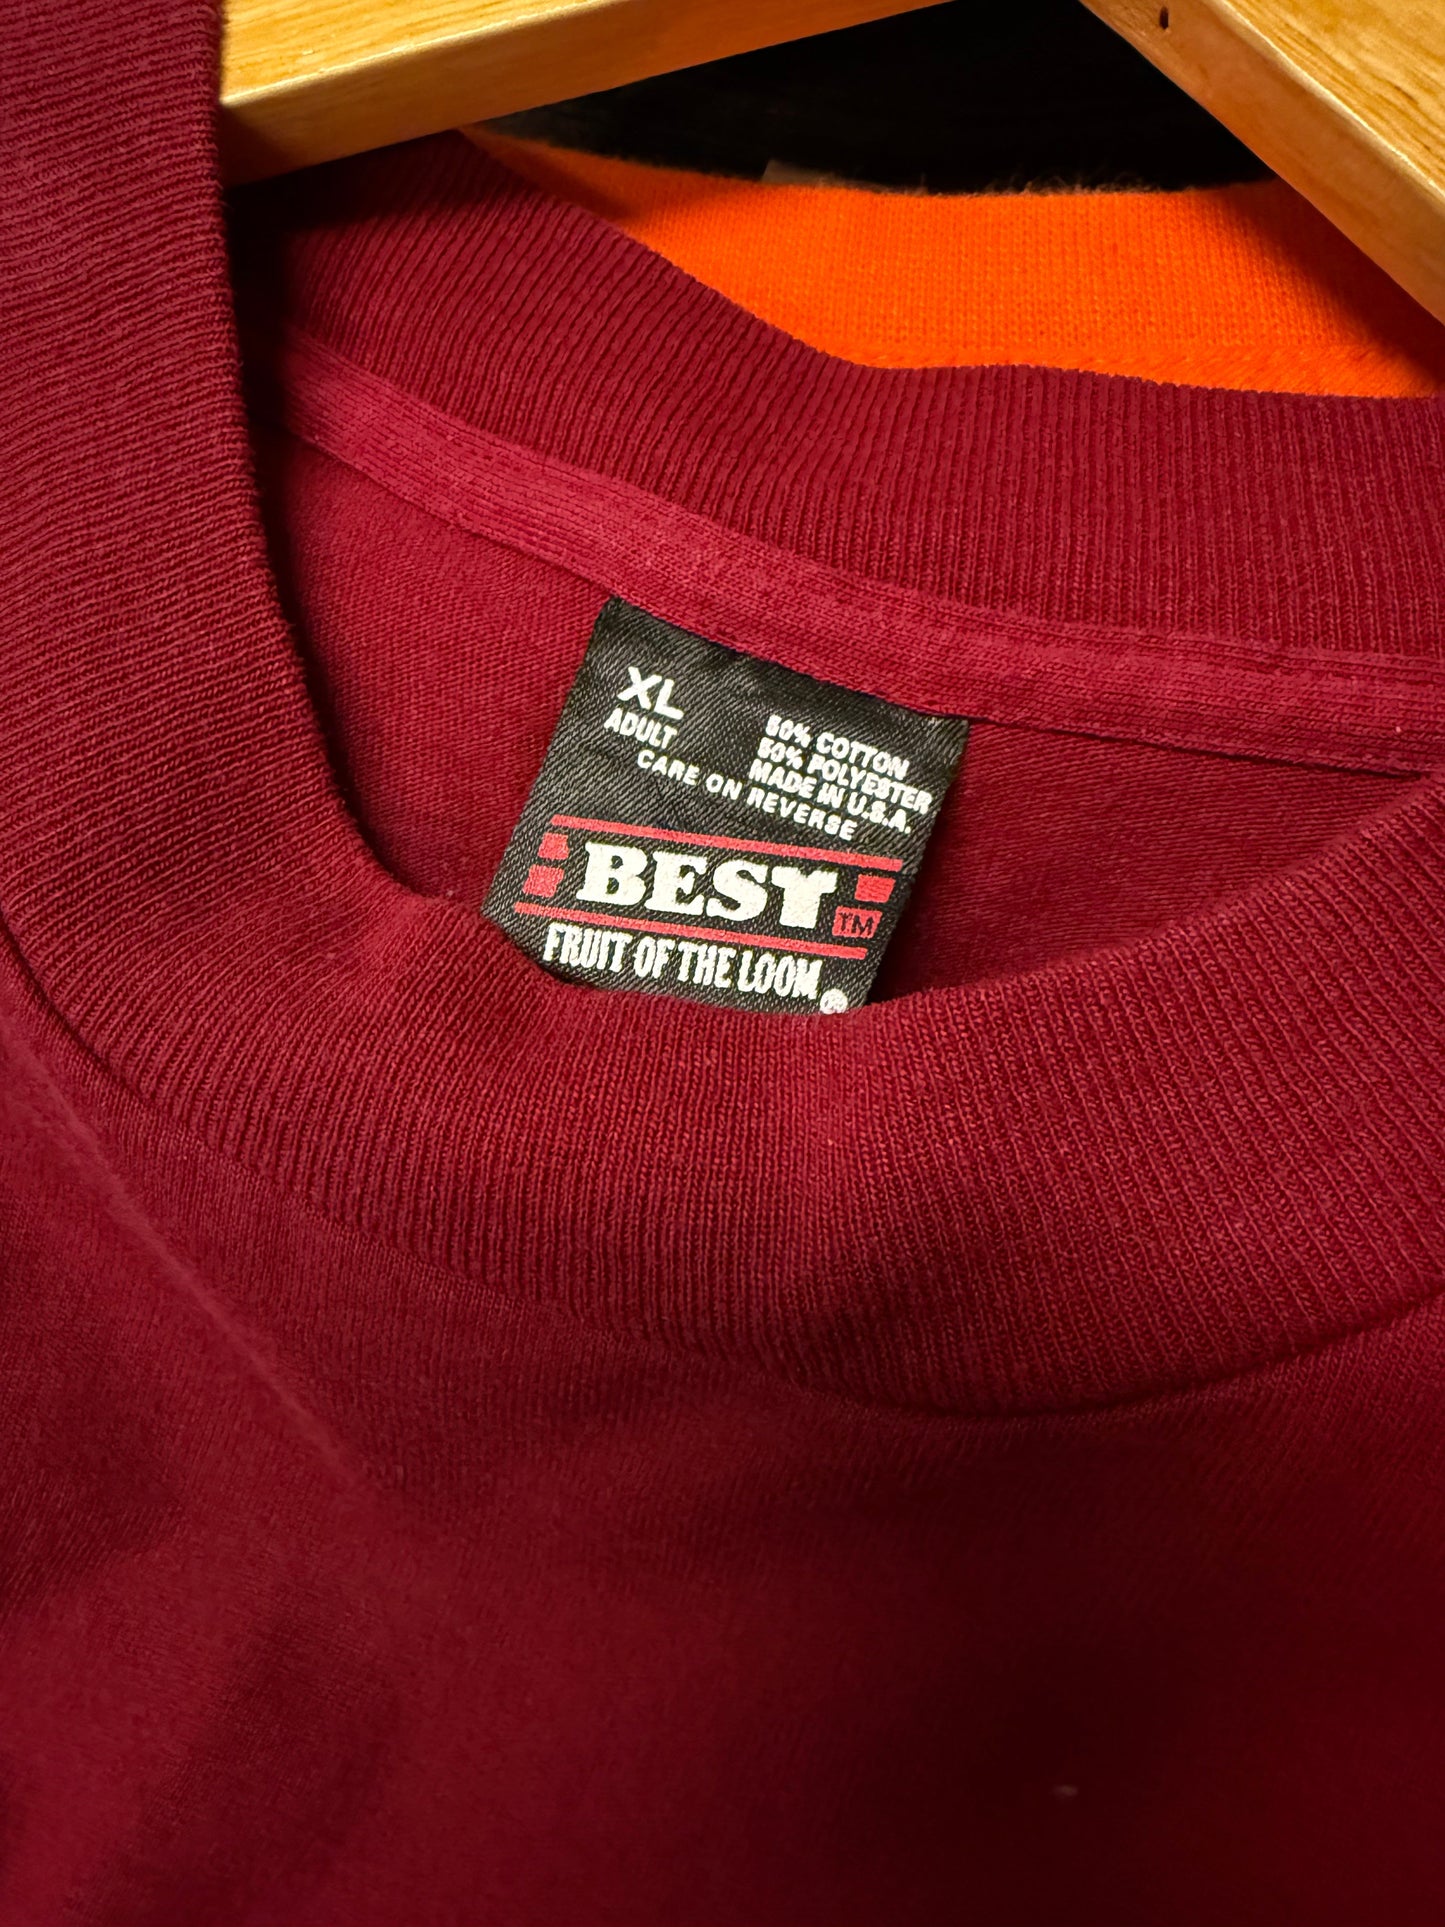 XL
ADULT
50% COTTON
50% POLYESTER
MADE IN U.S.A.
CARE ON REVERSE
BEST TM
FRUIT OF THE LOOM ®